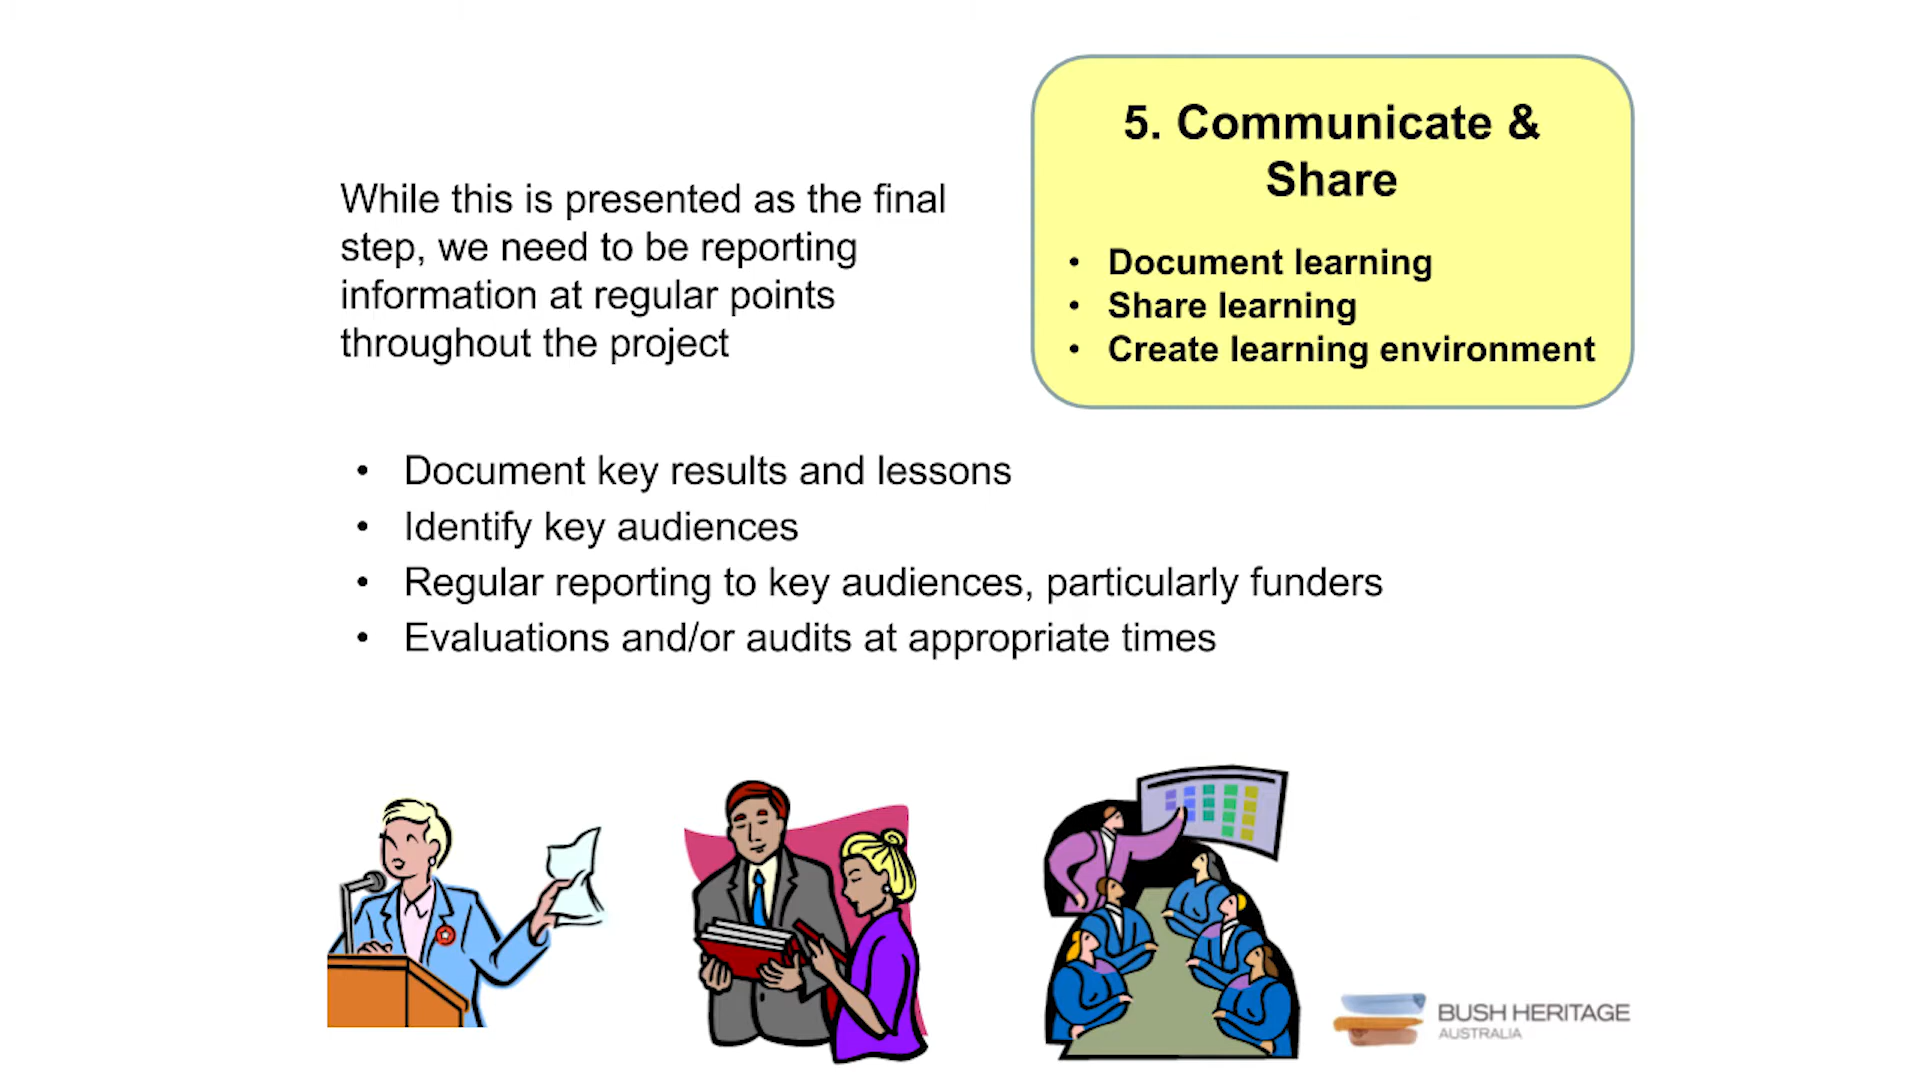 While this is presented as the final
step, we need to be reporting
information at regular points
throughout the project
5. Communicate &
Share
• Document learning
• Share learning
• Create learning environment
• Document key results and lessons
• Identify key audiences
• Regular reporting to key audiences, particularly funders
• Evaluations and/or audits at appropriate times
BUSH HERITAGE
AUSTRALIA